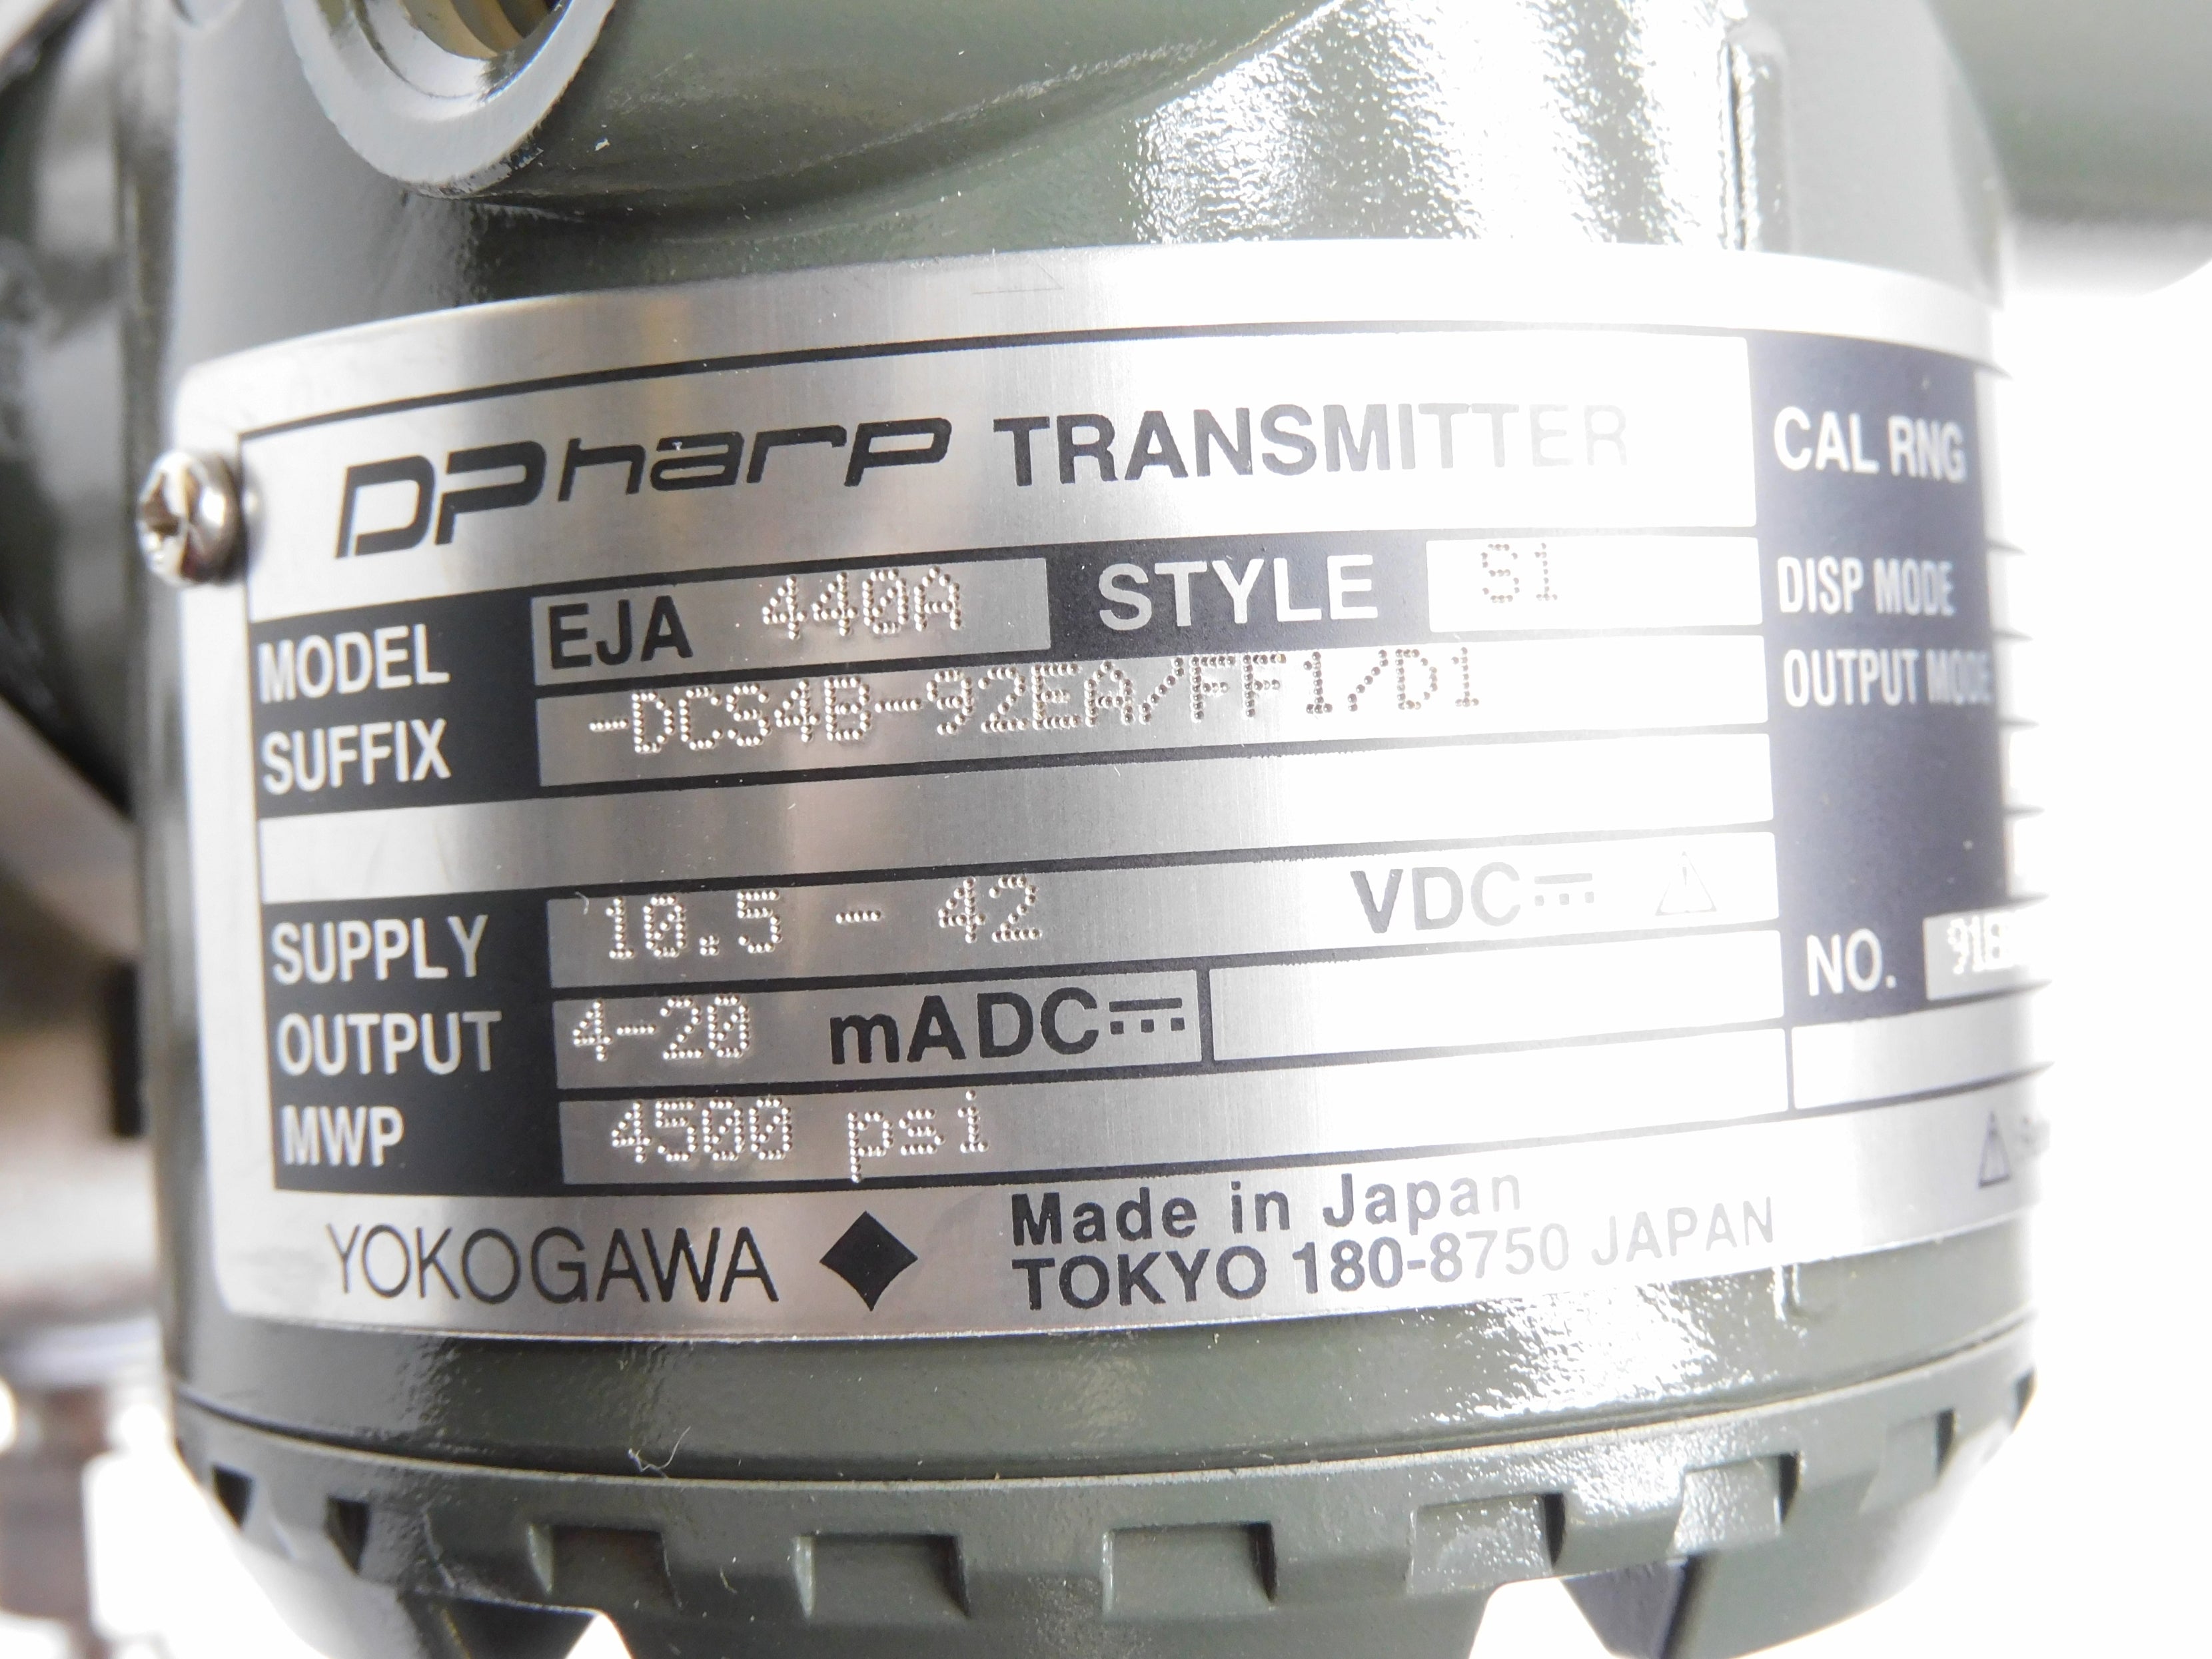 DPharp TRANSMITTER
MODEL EJA 440A STYLE S1
SUFFIX -DCS4B-92EA/FF1/D1
SUPPLY 10.5 - 42 VDC
OUTPUT 4-20 mA DC
MWP 4500 psi
YOKOGAWA
Made in Japan
TOKYO 180-8750 JAPAN
CAL RNG
DISP MODE
OUTPUT MODE
NO.